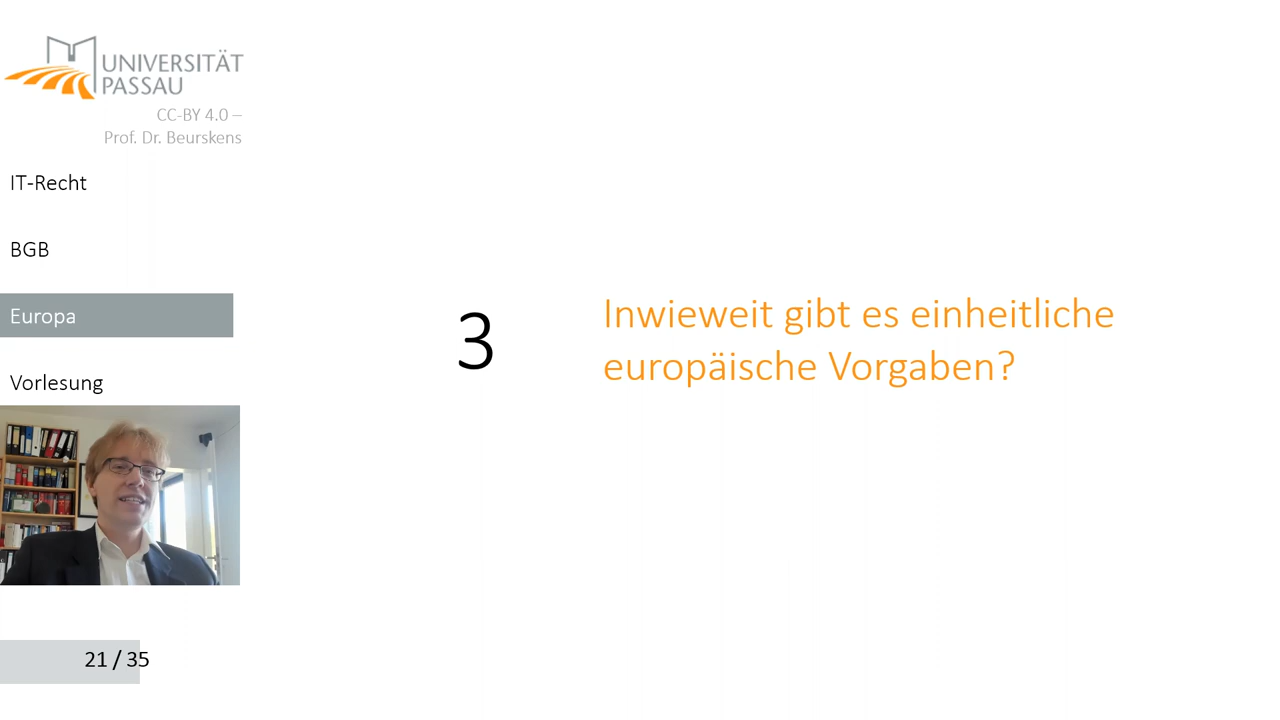 UNIVERSITÄT
PASSAU
CC-BY 4.0 –
Prof. Dr. Beurskens
IT-Recht
BGB
Europa
Vorlesung
3
Inwieweit gibt es einheitliche
europäische Vorgaben?
21 / 35